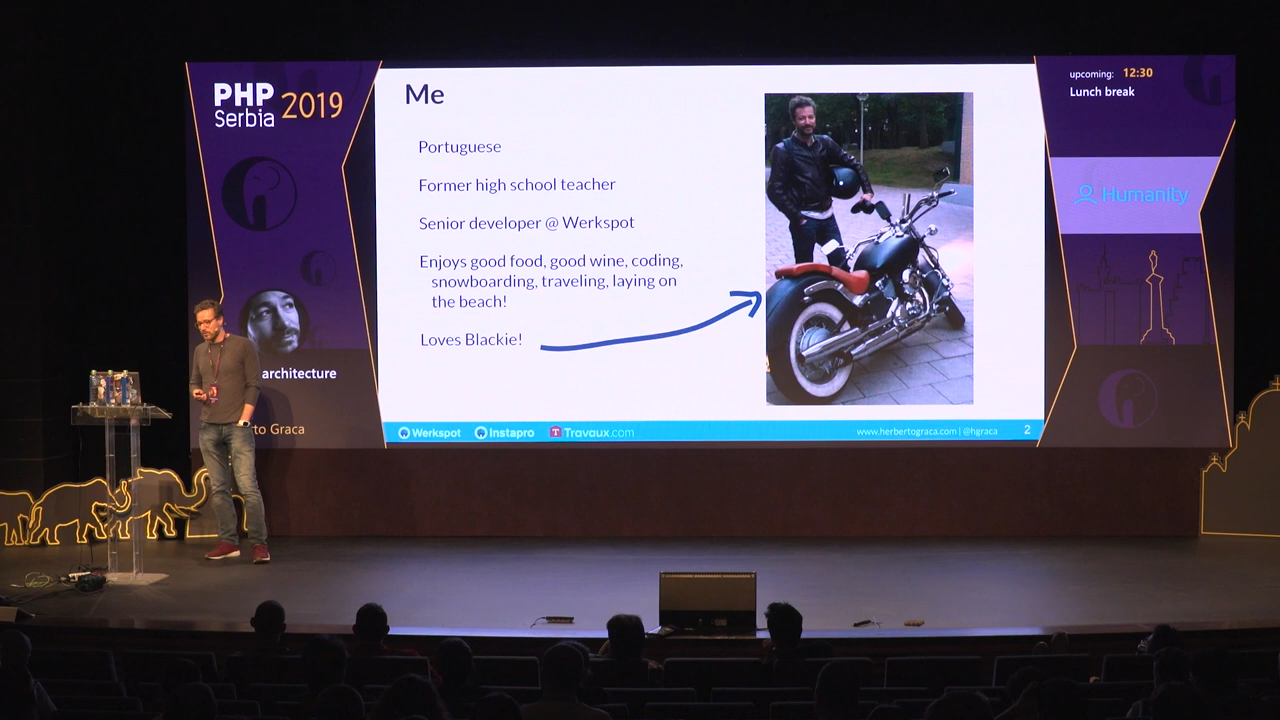 PHP
Serbia
2019
architecture
rto Graca
Me
Portuguese
Former high school teacher
Senior developer @ Werkspot
Enjoys good food, good wine, coding,
snowboarding, traveling, laying on
the beach!
Loves Blackie!
Werkspot
Instapro
Travaux.com
www.herbertograca.com | @hgraca
2
upcoming: 12:30
Lunch break
Humanity